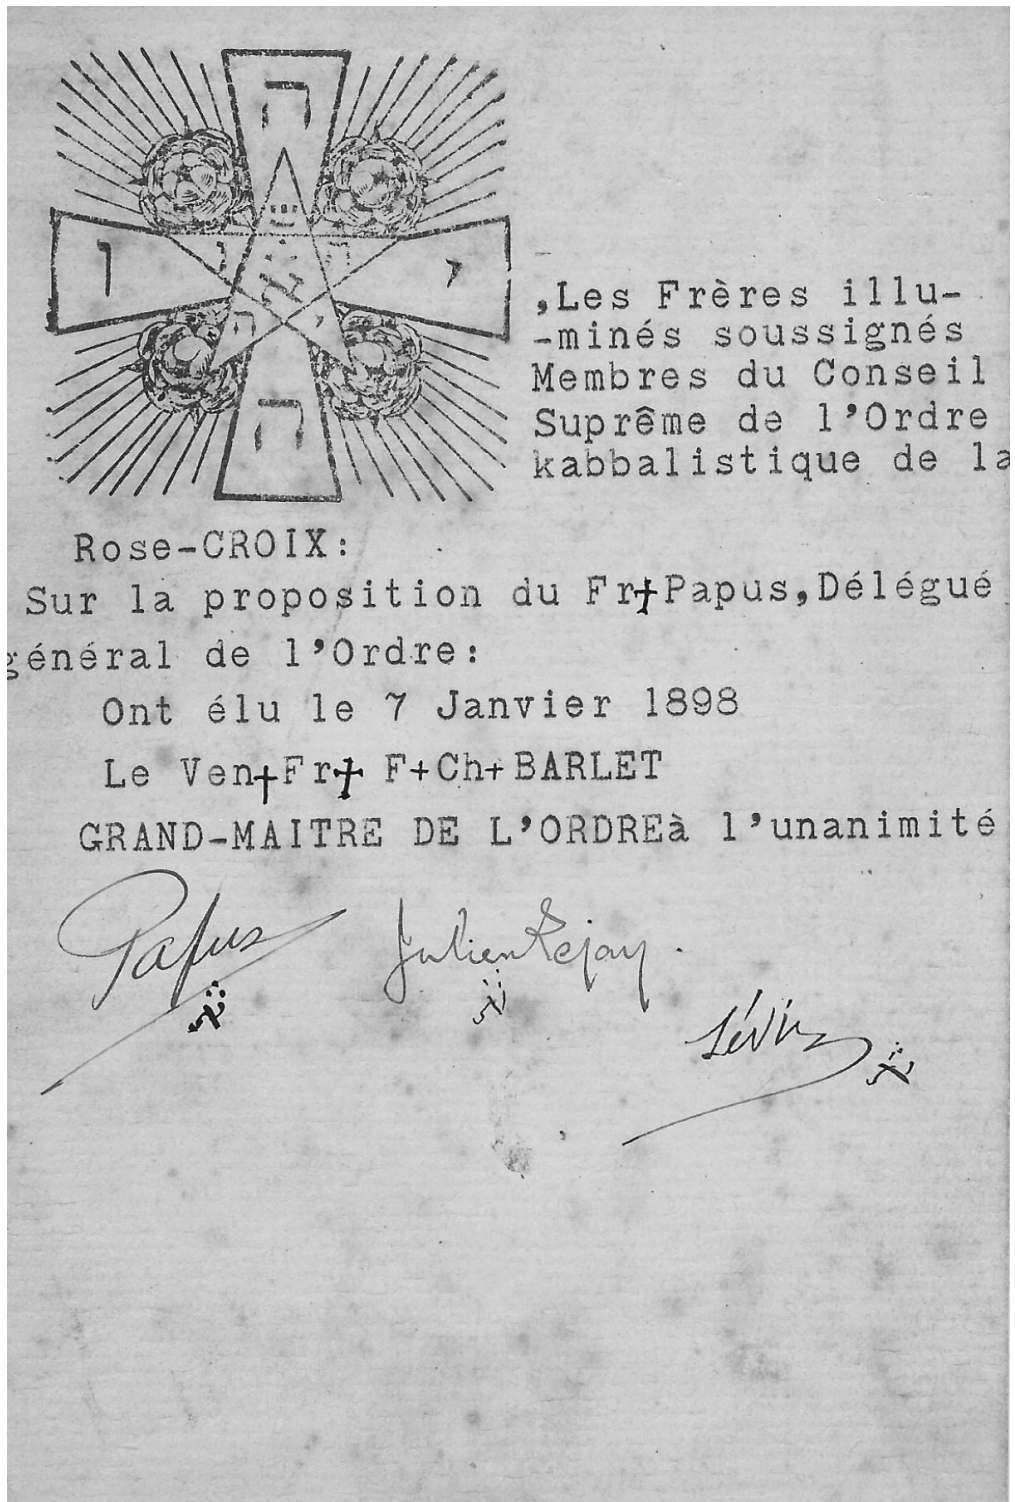 ה
ו
י
ה
,Les Frères illu-
-minés soussignés
Membres du Conseil
Suprême de l'Ordre
kabbalistique de la
Rose-CROIX:
Sur la proposition du Fr†Papus,Délégué
général de l'Ordre:
Ont élu le 7 Janvier 1898
Le Ven†Fr† F+Ch+BARLET
GRAND-MAITRE DE L'ORDREà l'unanimité
Papus
Julien Lejay.